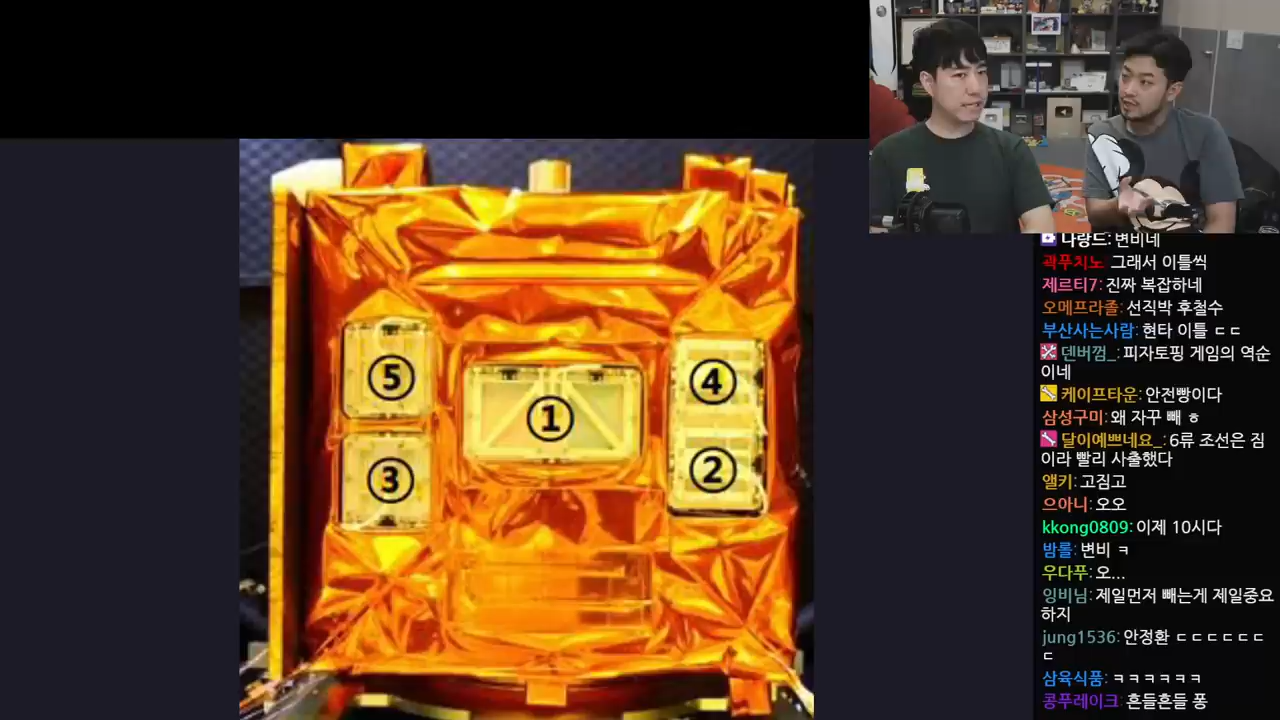 나랑드: 변비네
곽푸치노: 그래서 이틀씩
제르티7: 진짜 복잡하네
오메프라졸: 선직박 후철수
부산사는사람: 현타 이틀 ㄷㄷ
덴버껌_: 피자토핑 게임의 역순
이네
케이프타운: 안전빵이다
삼성구미: 왜 자꾸 빼 ㅎ
달이예쁘네요_: 6류 조선은 짐
이라 빨리 사출했다
앨키: 고짐고
으아니: 오오
kkong0809: 이제 10시다
밤롤: 변비 ㅋ
우다푸: 오...
잉비님: 제일먼저 빼는게 제일중요
하지
jung1536: 안정환 ㄷㄷㄷㄷㄷㄷ
ㄷ
삼육식품: ㅋㅋㅋㅋㅋㅋ
콩푸레이크: 흔들흔들 퐁
⑤
①
④
③
②